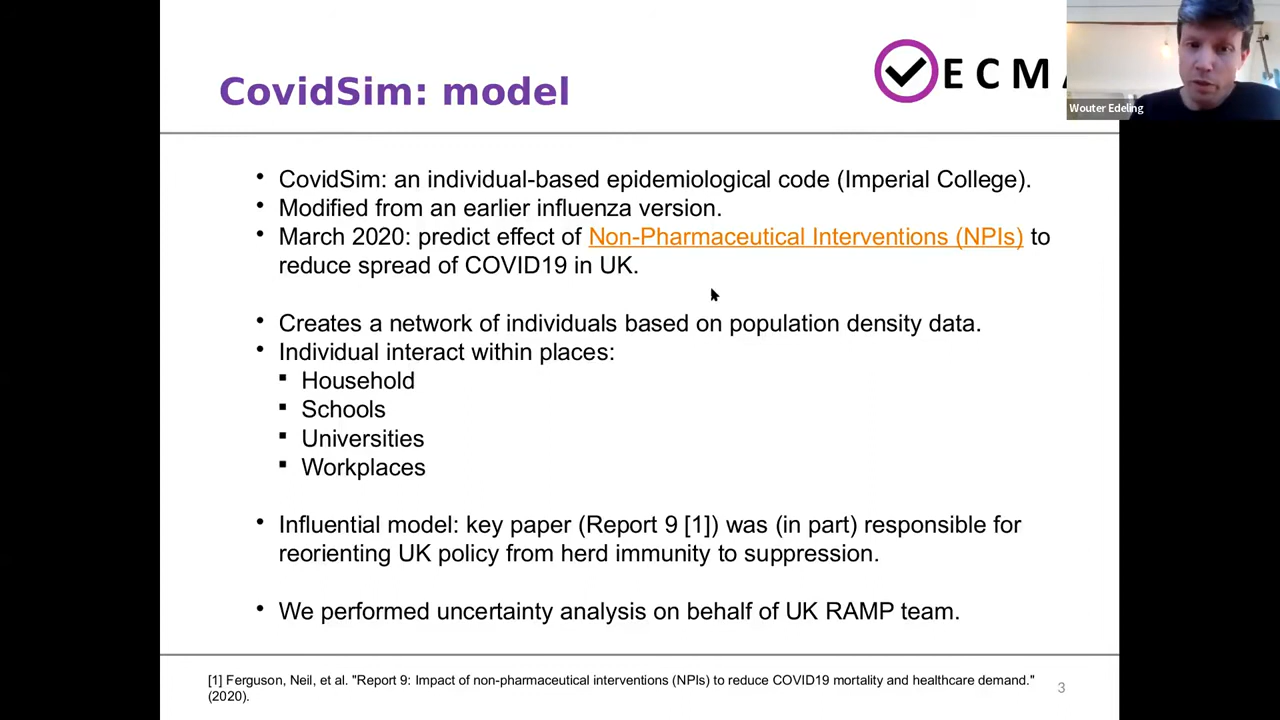 CovidSim: model
ECM
Wouter Edeling
• CovidSim: an individual-based epidemiological code (Imperial College).
• Modified from an earlier influenza version.
• March 2020: predict effect of Non-Pharmaceutical Interventions (NPIs) to
reduce spread of COVID19 in UK.
• Creates a network of individuals based on population density data.
• Individual interact within places:
▪ Household
▪ Schools
▪ Universities
▪ Workplaces
• Influential model: key paper (Report 9 [1]) was (in part) responsible for
reorienting UK policy from herd immunity to suppression.
• We performed uncertainty analysis on behalf of UK RAMP team.
[1] Ferguson, Neil, et al. "Report 9: Impact of non-pharmaceutical interventions (NPIs) to reduce COVID19 mortality and healthcare demand."
(2020).
3